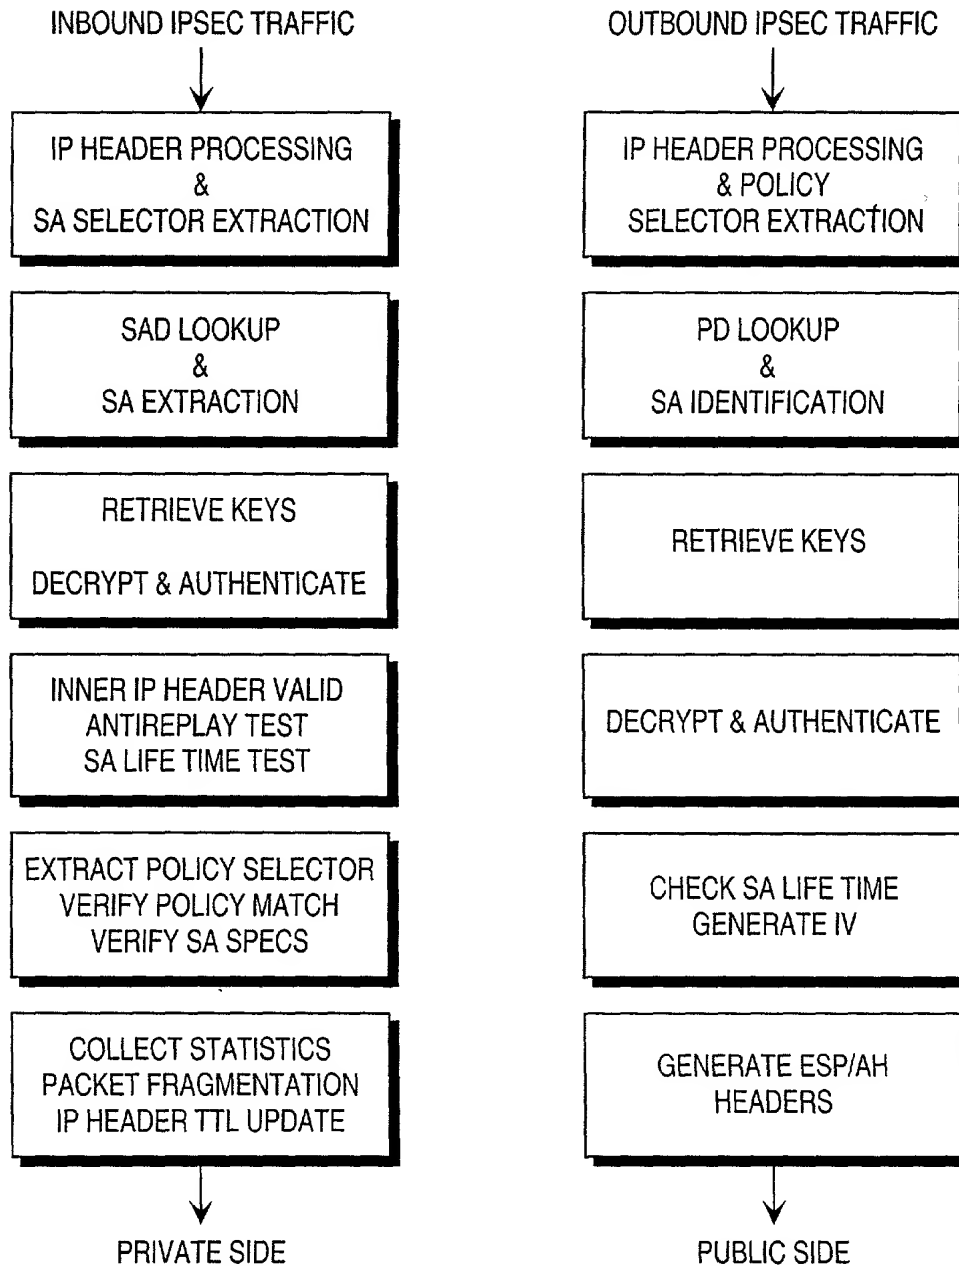 INBOUND IPSEC TRAFFIC
IP HEADER PROCESSING
&
SA SELECTOR EXTRACTION
SAD LOOKUP
&
SA EXTRACTION
RETRIEVE KEYS
DECRYPT & AUTHENTICATE
INNER IP HEADER VALID
ANTIREPLAY TEST
SA LIFE TIME TEST
EXTRACT POLICY SELECTOR
VERIFY POLICY MATCH
VERIFY SA SPECS
COLLECT STATISTICS
PACKET FRAGMENTATION
IP HEADER TTL UPDATE
PRIVATE SIDE
OUTBOUND IPSEC TRAFFIC
IP HEADER PROCESSING
& POLICY
SELECTOR EXTRACTION
PD LOOKUP
&
SA IDENTIFICATION
RETRIEVE KEYS
DECRYPT & AUTHENTICATE
CHECK SA LIFE TIME
GENERATE IV
GENERATE ESP/AH
HEADERS
PUBLIC SIDE